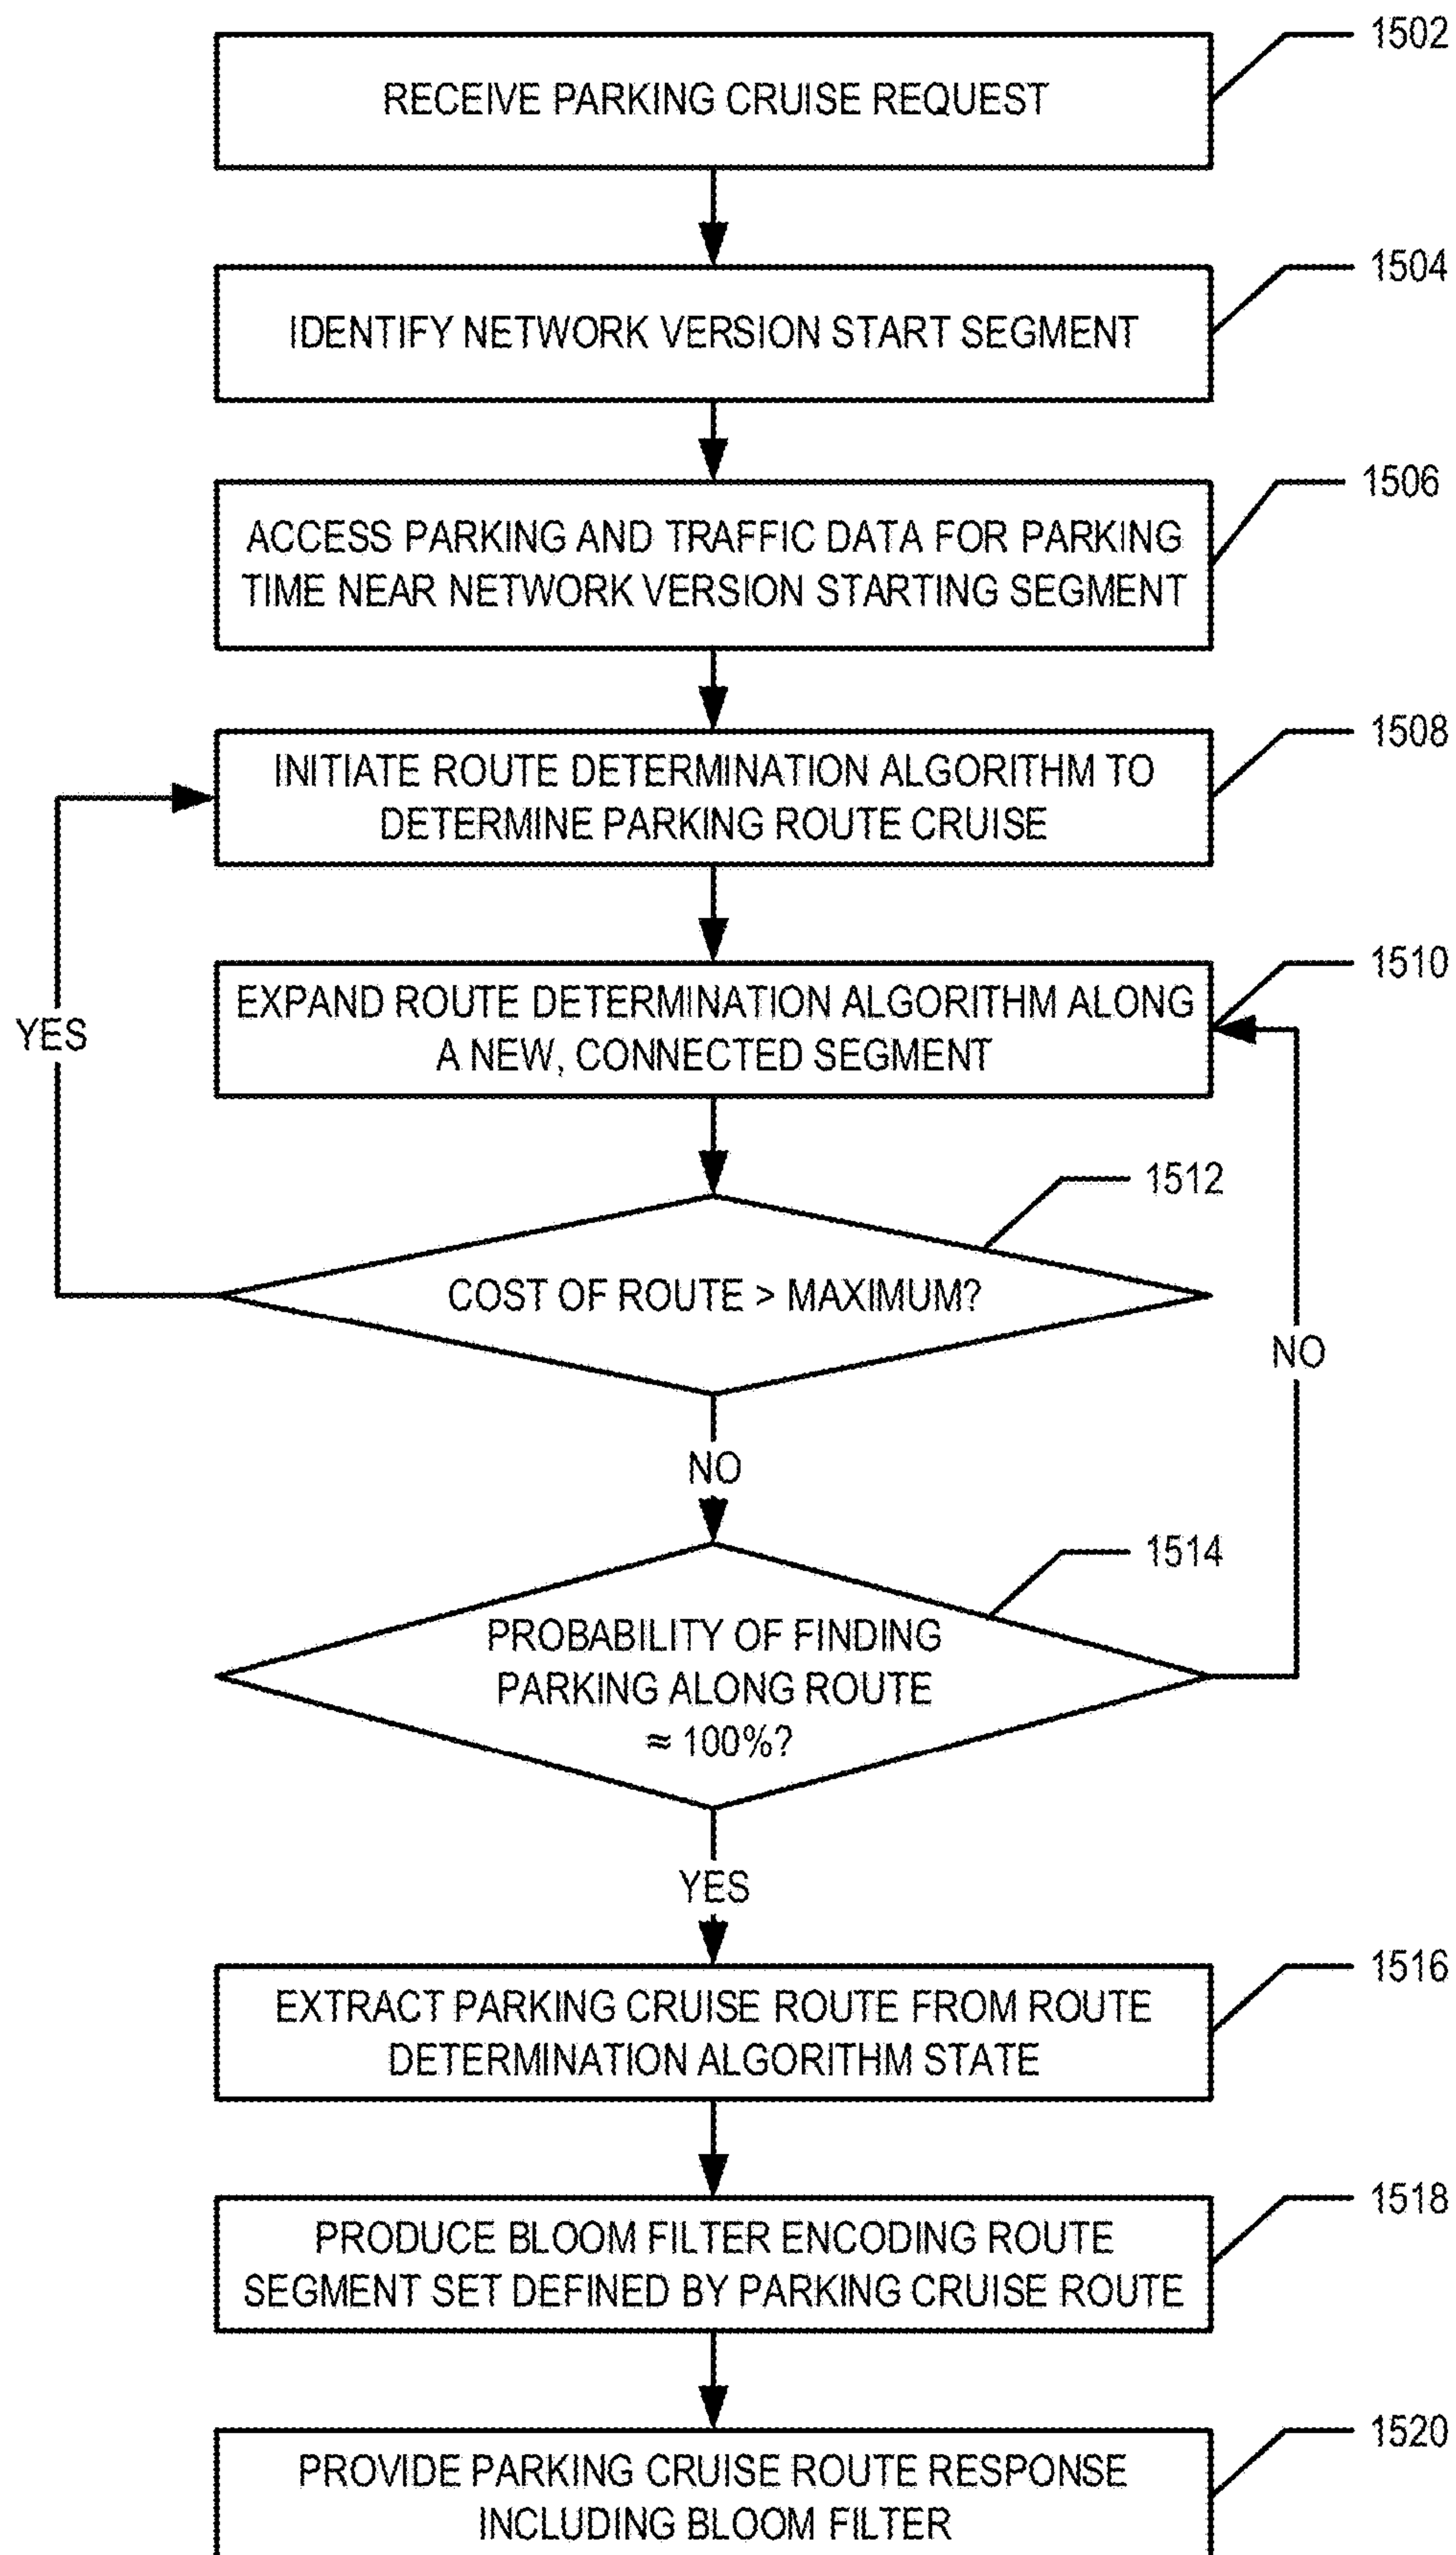 1502
RECEIVE PARKING CRUISE REQUEST
1504
IDENTIFY NETWORK VERSION START SEGMENT
1506
ACCESS PARKING AND TRAFFIC DATA FOR PARKING
TIME NEAR NETWORK VERSION STARTING SEGMENT
1508
INITIATE ROUTE DETERMINATION ALGORITHM TO
DETERMINE PARKING ROUTE CRUISE
1510
EXPAND ROUTE DETERMINATION ALGORITHM ALONG
A NEW, CONNECTED SEGMENT
YES
1512
COST OF ROUTE > MAXIMUM?
NO
NO
1514
PROBABILITY OF FINDING
PARKING ALONG ROUTE
≈ 100%?
YES
1516
EXTRACT PARKING CRUISE ROUTE FROM ROUTE
DETERMINATION ALGORITHM STATE
1518
PRODUCE BLOOM FILTER ENCODING ROUTE
SEGMENT SET DEFINED BY PARKING CRUISE ROUTE
1520
PROVIDE PARKING CRUISE ROUTE RESPONSE
INCLUDING BLOOM FILTER